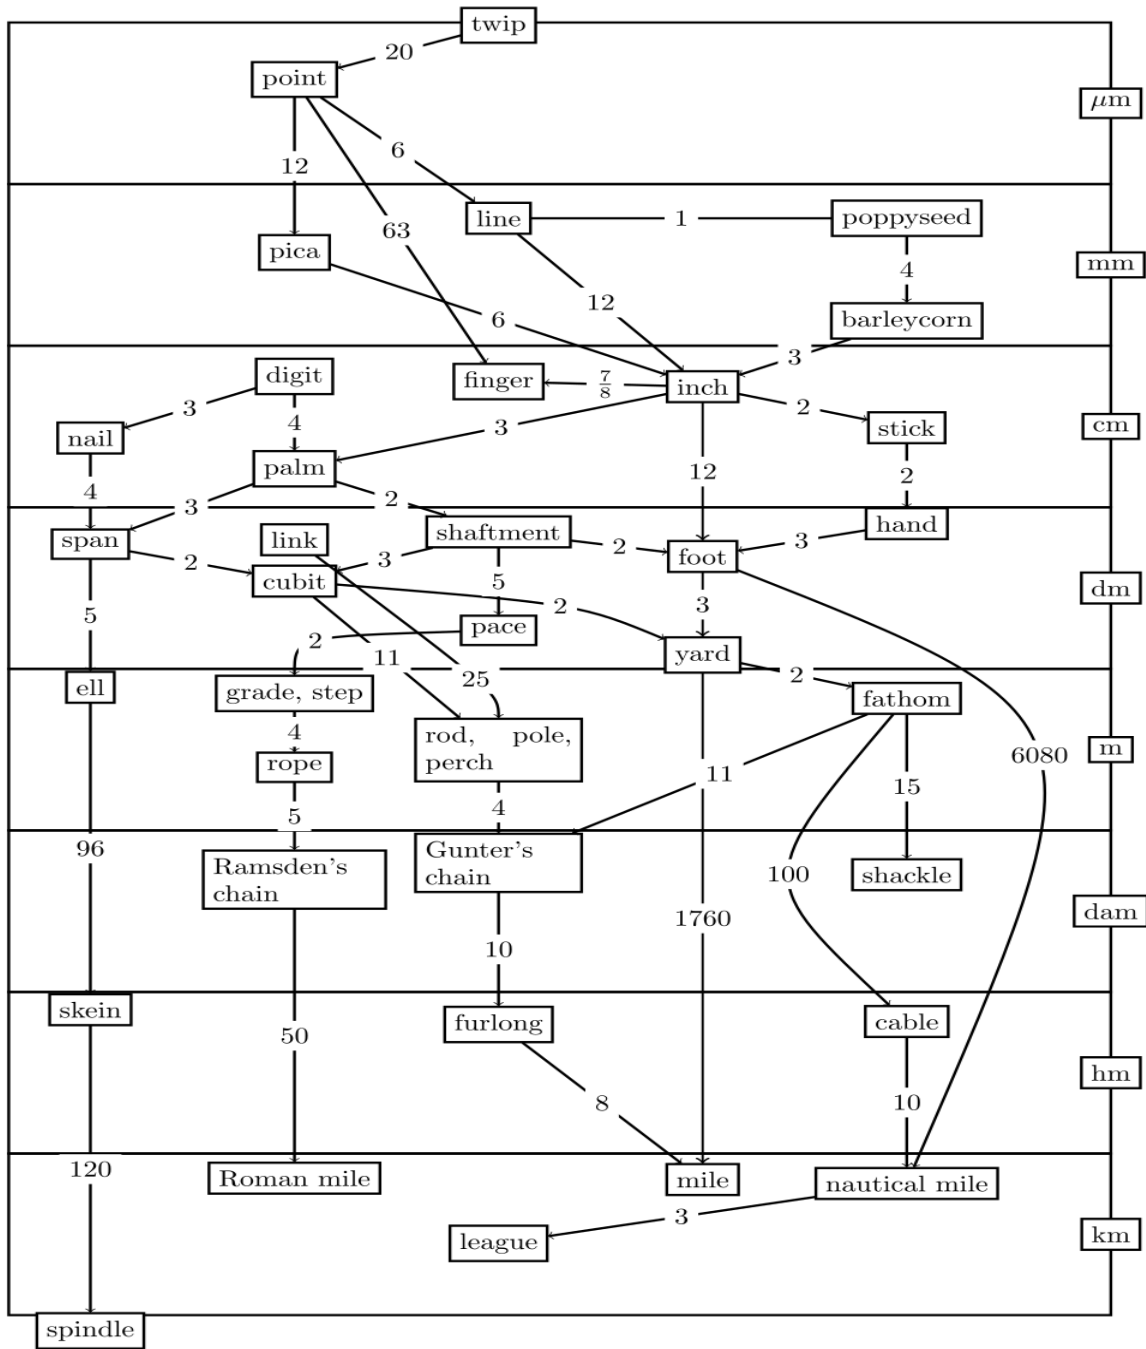 twip
20
point
µm
6
12
line
1
poppyseed
63
pica
mm
4
12
6
barleycorn
3
digit
finger
7/8
inch
3
2
nail
4
3
stick
cm
palm
12
2
4
3
2
hand
span
link
shaftment
2
3
foot
2
3
cubit
5
dm
5
2
3
pace
2
yard
11
25
2
ell
grade, step
fathom
4
rod, pole,
perch
m
6080
rope
11
15
5
4
96
Gunter's
chain
Ramsden's
chain
100
shackle
dam
1760
10
skein
furlong
cable
50
hm
8
10
120
Roman mile
mile
nautical mile
3
league
km
spindle